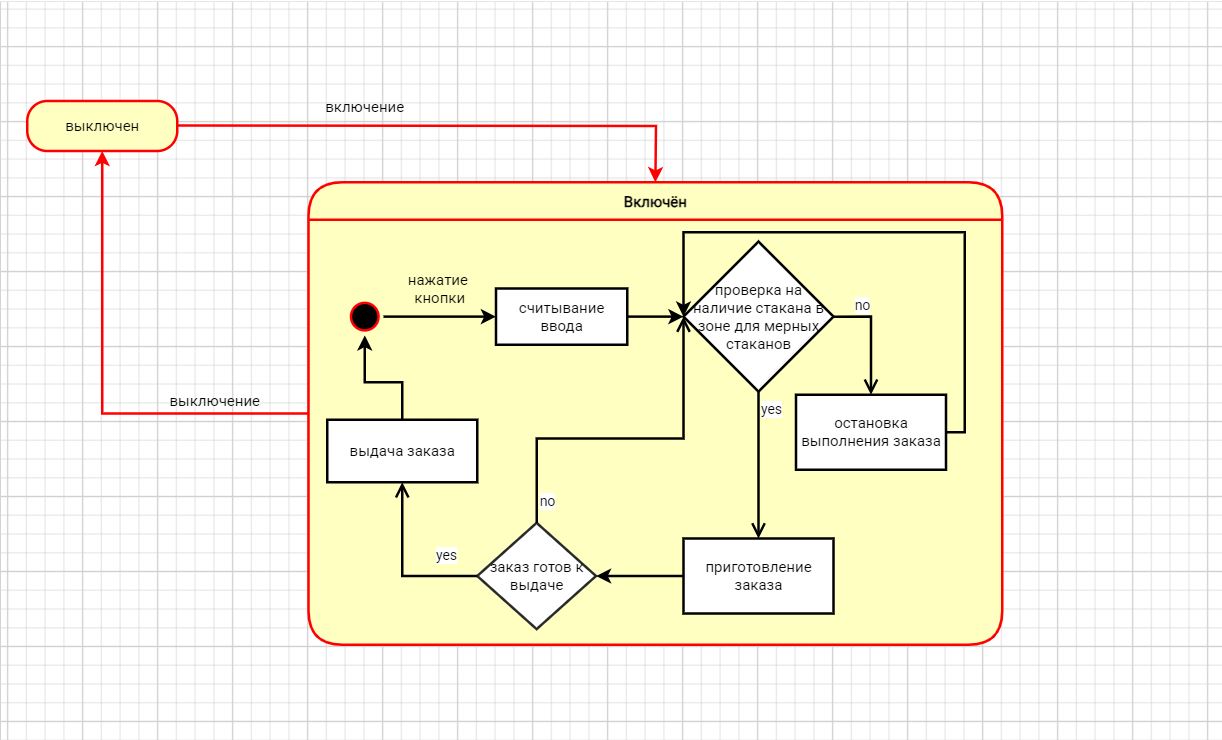 включение
выключен
Включён
нажатие
кнопки
считывание
ввода
проверка на
наличие стакана в
зоне для мерных
стаканов
no
выключение
yes
остановка
выполнения заказа
выдача заказа
no
yes
заказ готов к
выдаче
приготовление
заказа